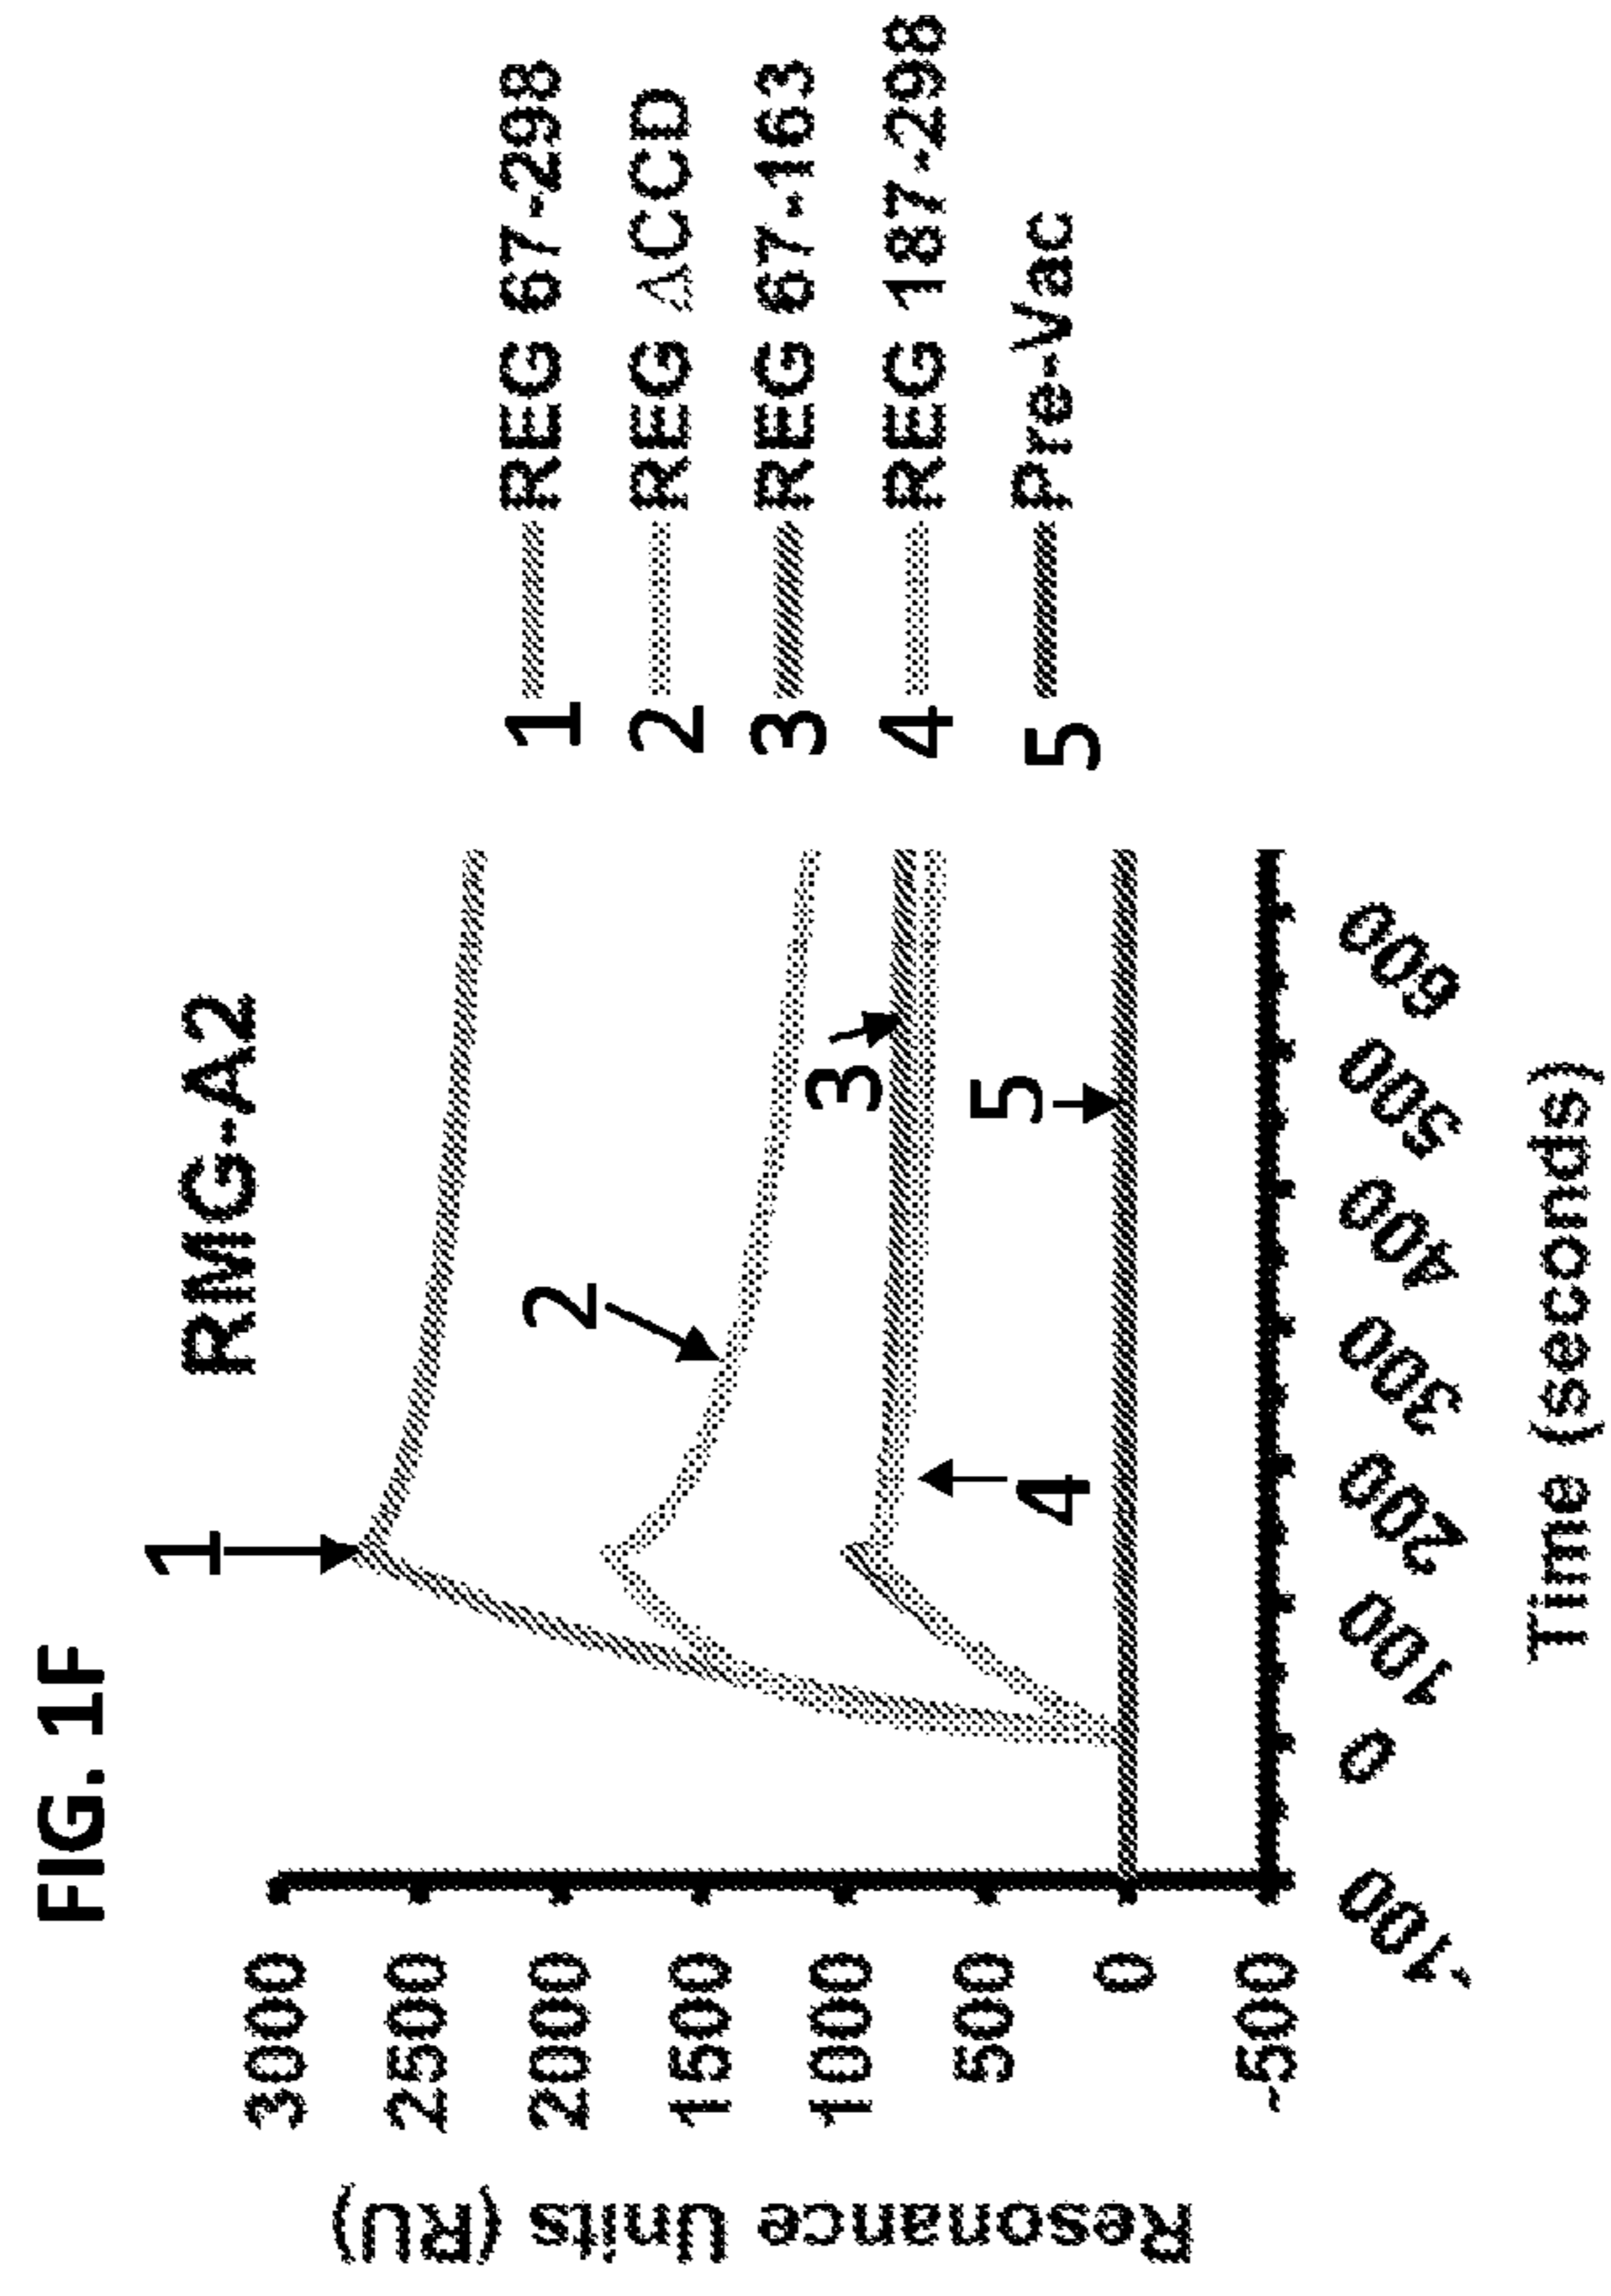 FIG. 1F
RMG-A2
Resonance Units (RU)
3000
2500
2000
1500
1000
500
0
-500
-100
0
100
200
300
400
500
600
Time (seconds)
1
2
3
4
5
1 REG 67-298
2 REG ΔCCD
3 REG 67-163
4 REG 187-298
5 Pre-Vac